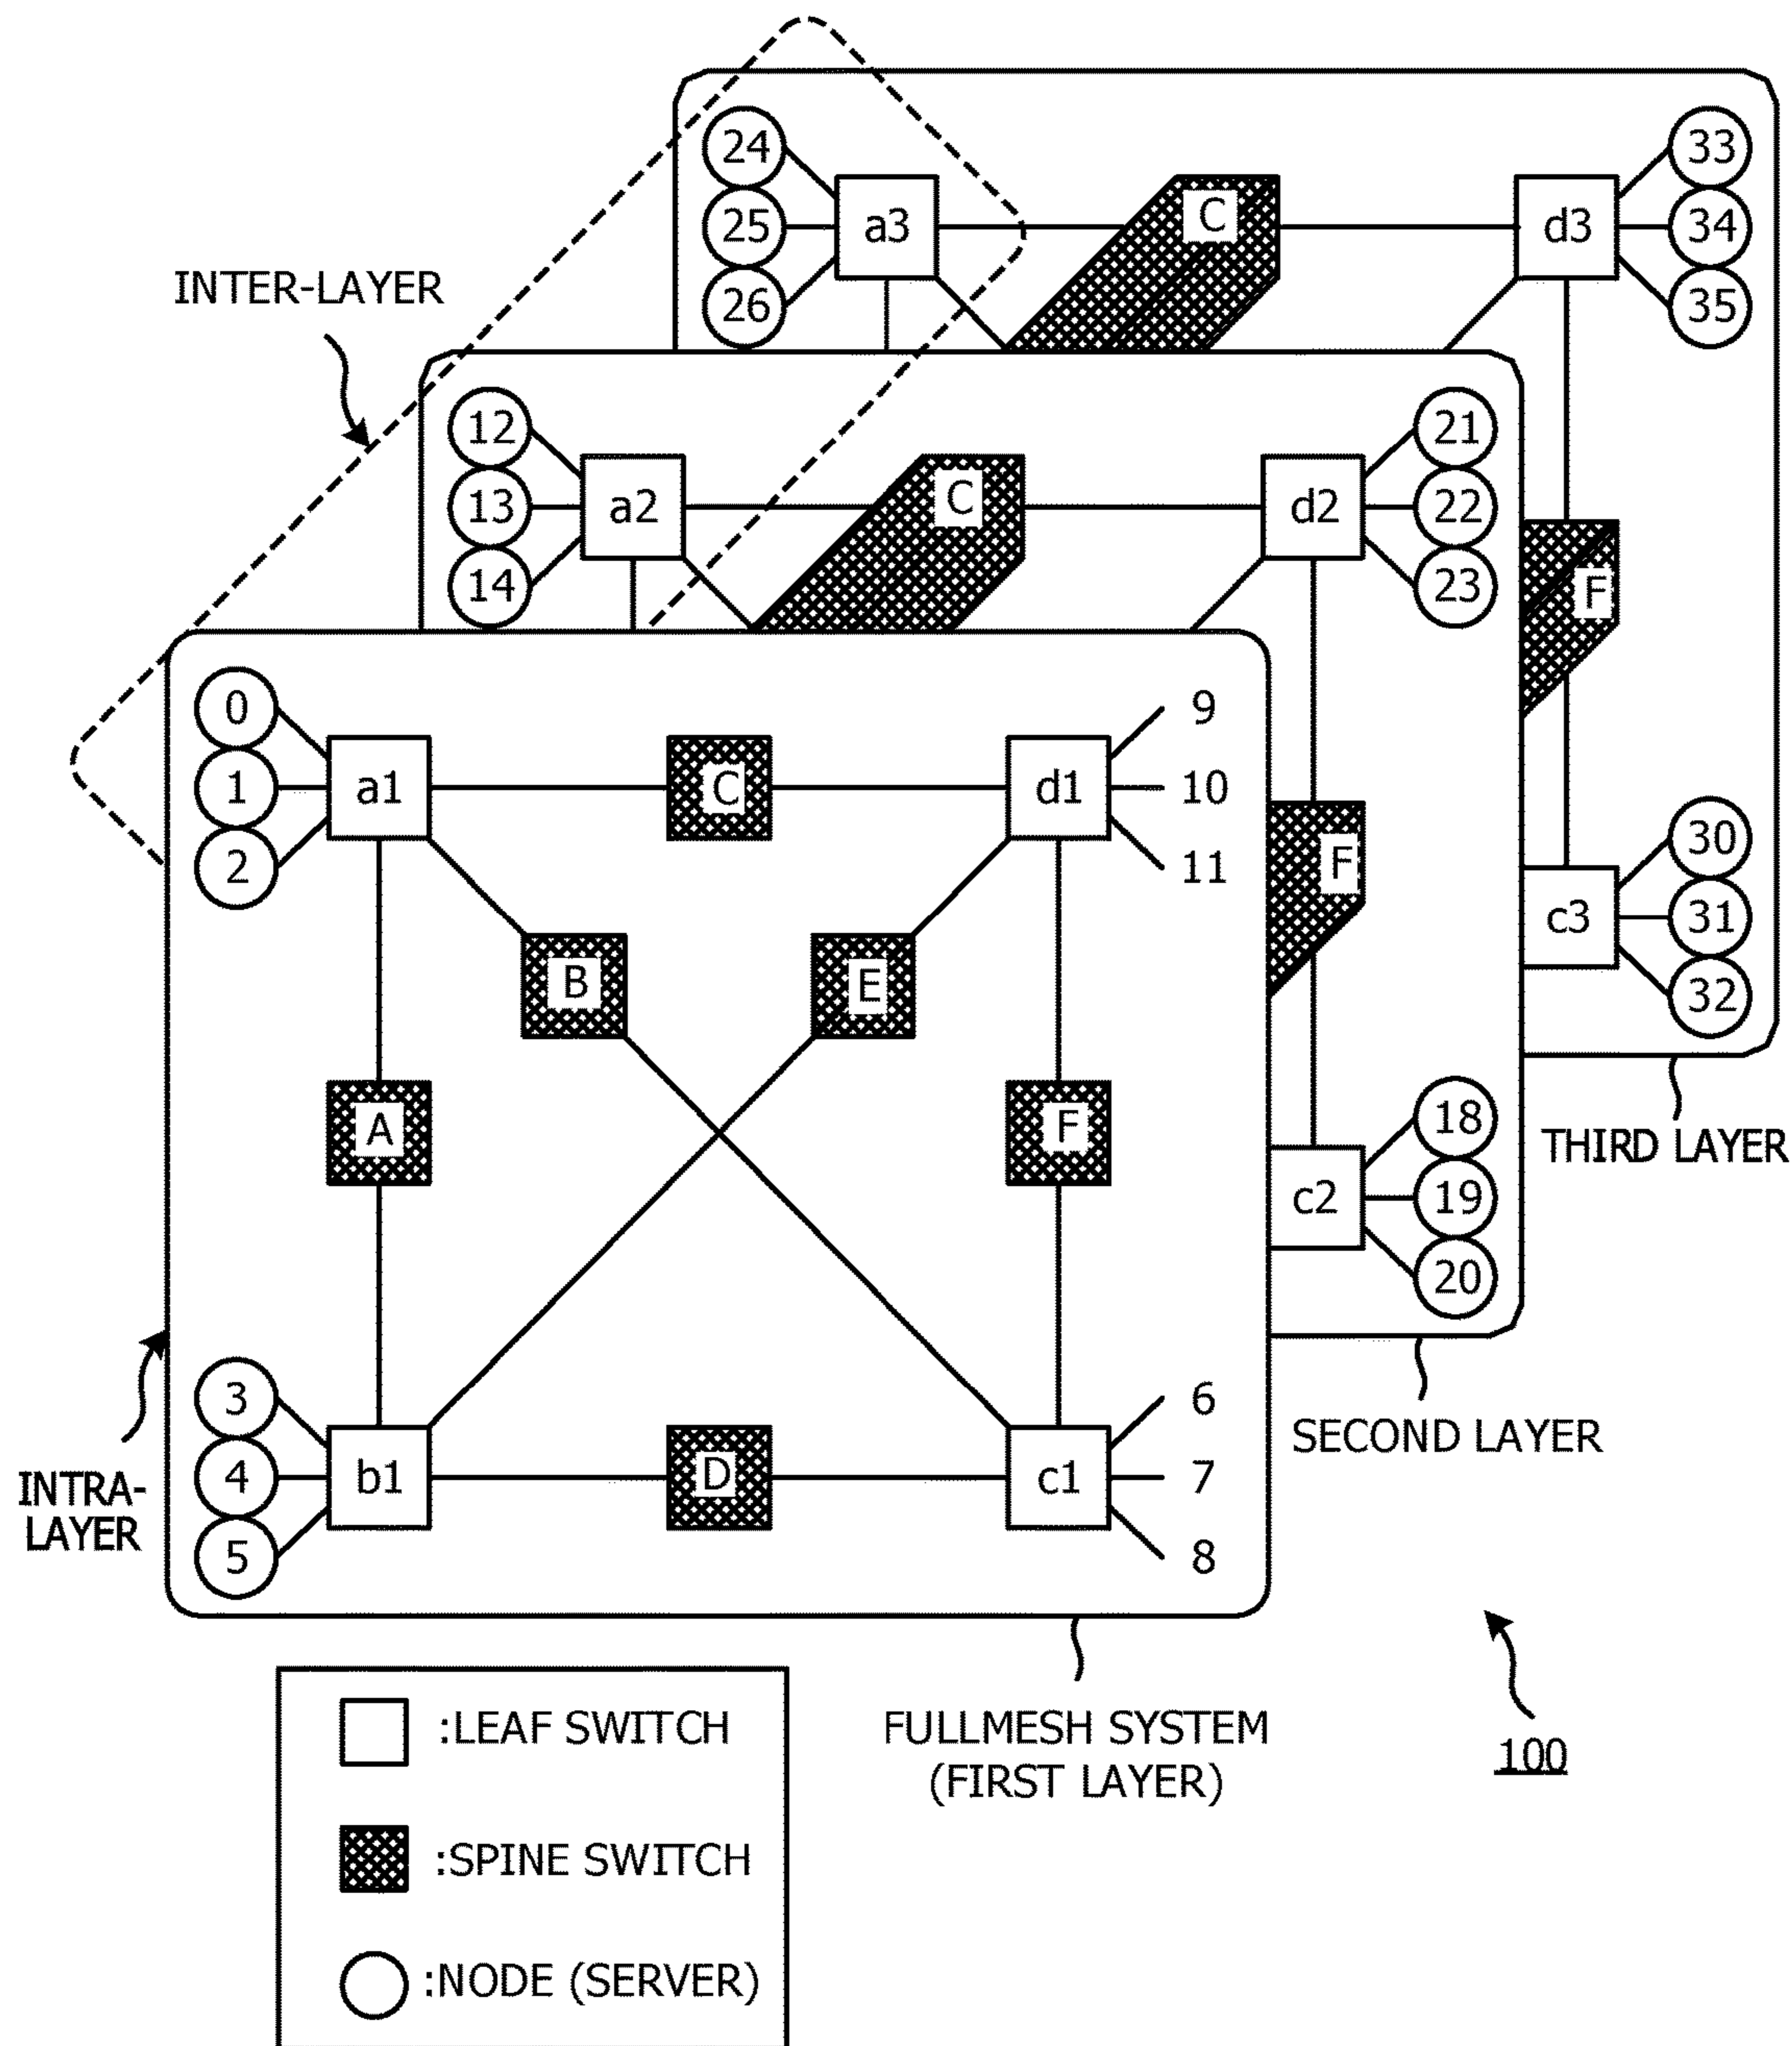 24
33
C
25
a3
d3
34
INTER-LAYER
26
35
12
21
C
13
a2
d2
22
14
23
F
0
9
1
a1
C
d1
10
2
11
F
30
c3
31
B
E
32
A
F
18
THIRD LAYER
c2
19
20
3
6
SECOND LAYER
4
b1
D
c1
7
INTRA-
LAYER
5
8
:LEAF SWITCH
FULLMESH SYSTEM
(FIRST LAYER)
100
:SPINE SWITCH
:NODE (SERVER)